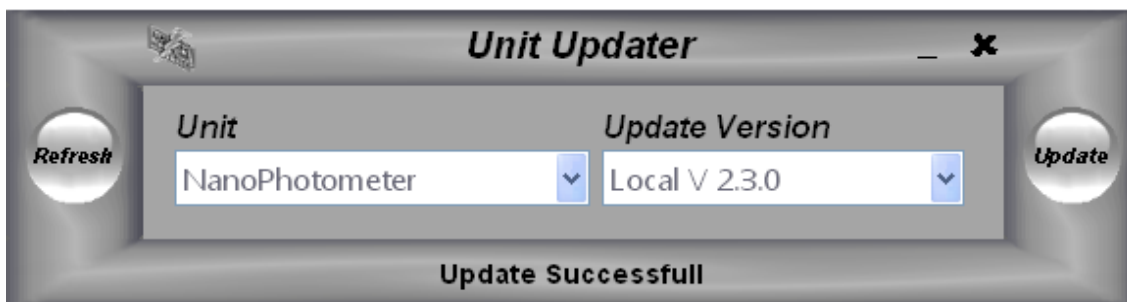 Unit Updater
Unit
Update Version
Refresh
NanoPhotometer
Local V 2.3.0
Update
Update Successfull